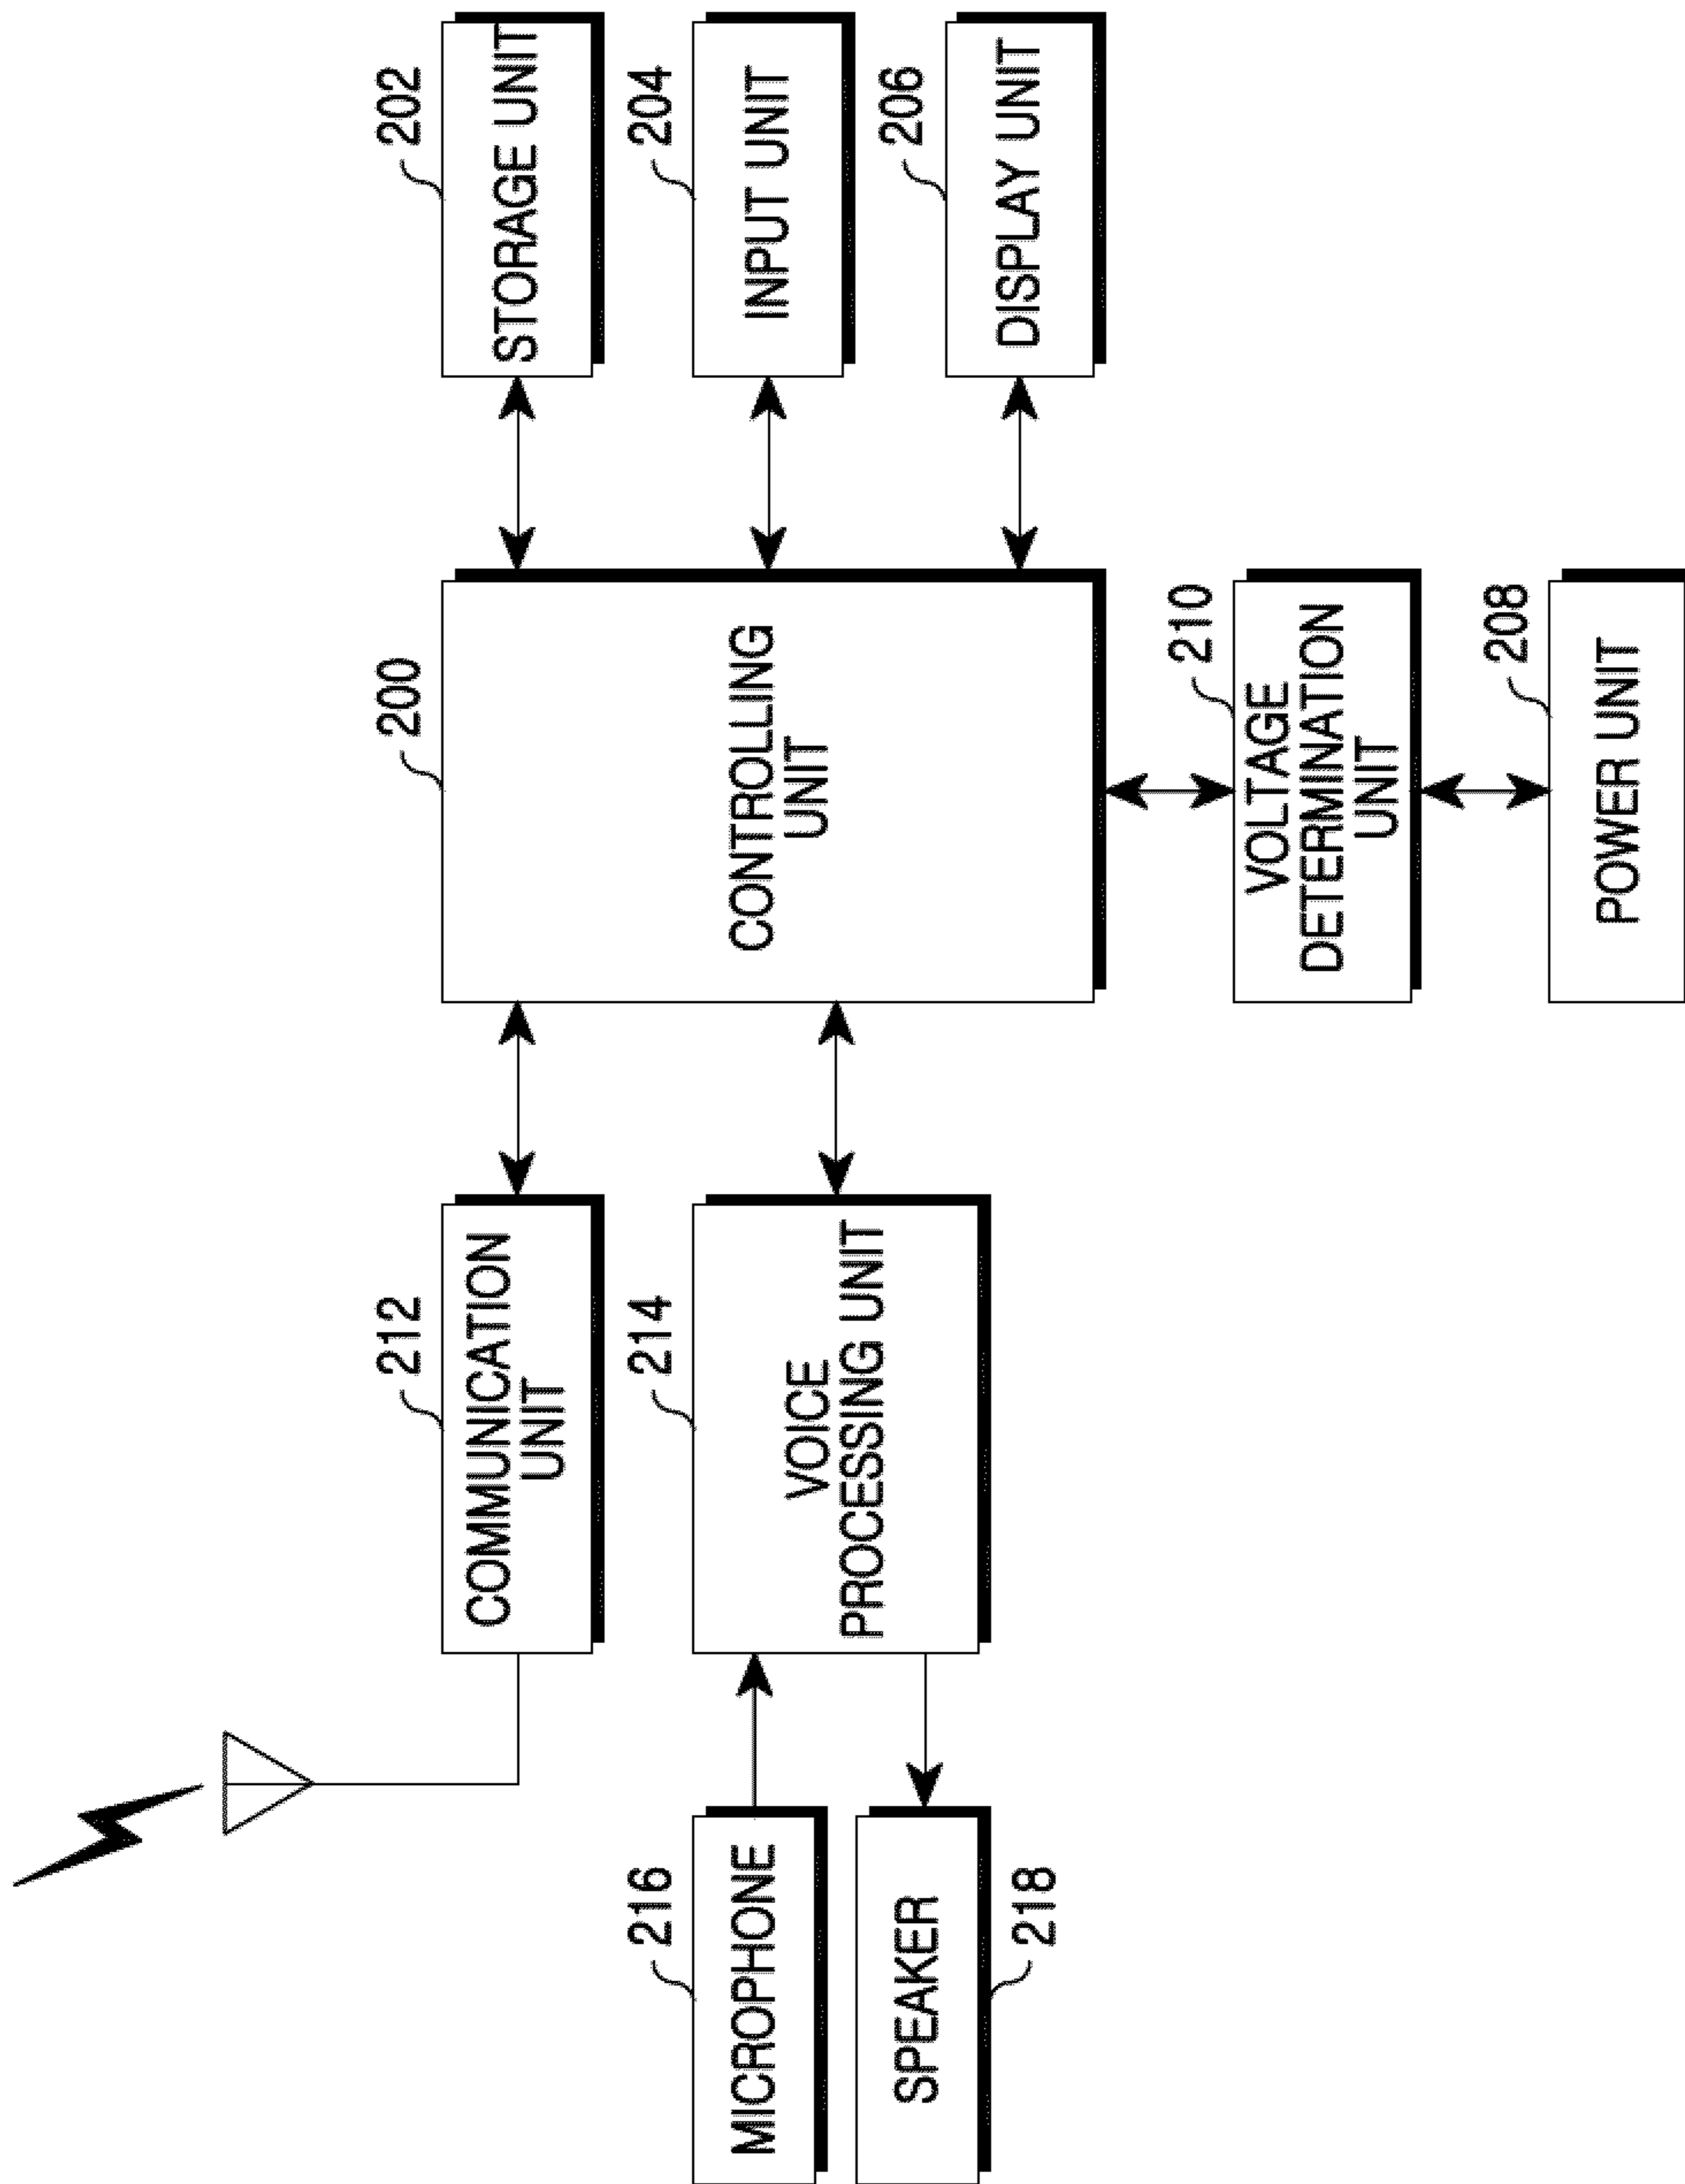 212
COMMUNICATION
UNIT
200
CONTROLLING
UNIT
202
STORAGE UNIT
216
MICROPHONE
214
VOICE
PROCESSING UNIT
204
INPUT UNIT
SPEAKER
218
206
DISPLAY UNIT
210
VOLTAGE
DETERMINATION
UNIT
208
POWER UNIT